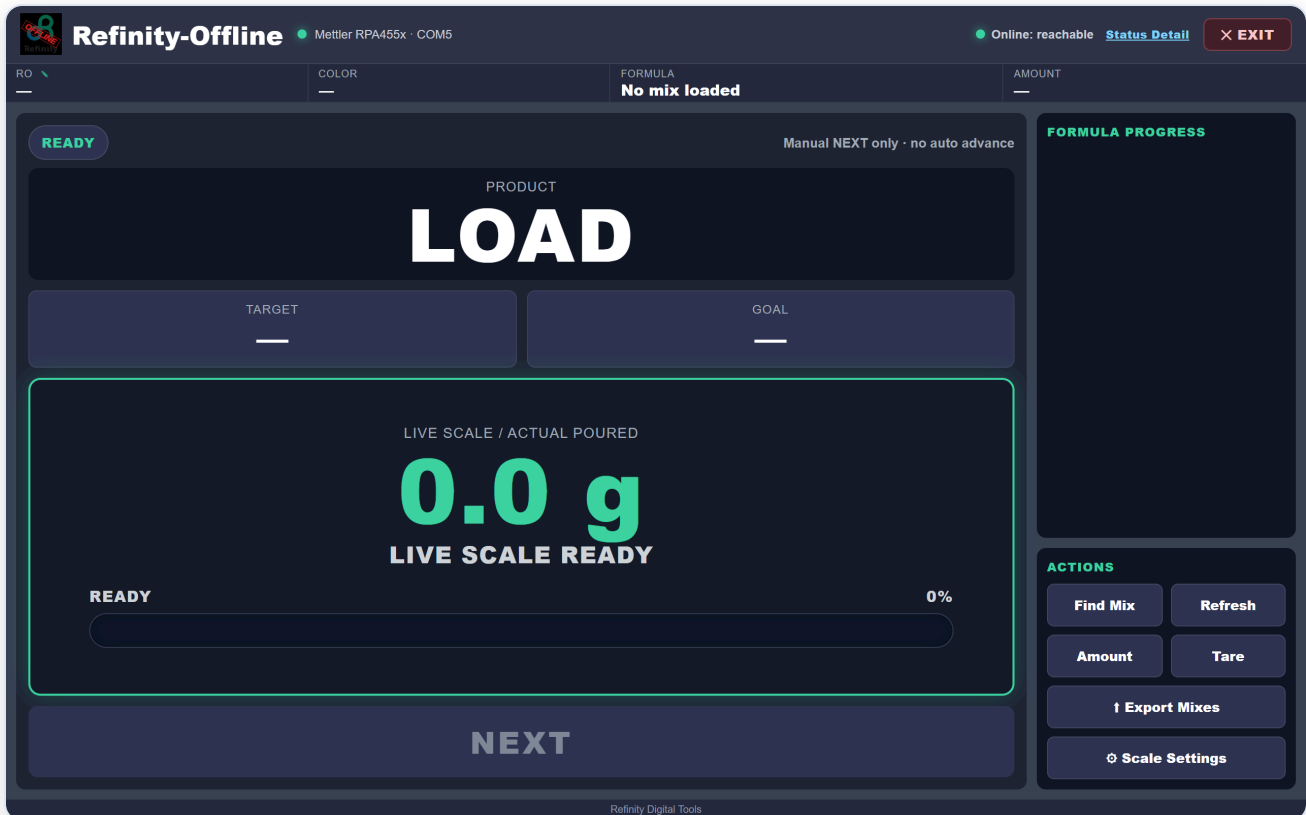 OFFLINE
Refinity
Refinity-Offline
Mettler RPA455x · COM5
Online: reachable
Status Detail
✕ EXIT
RO
—
COLOR
—
FORMULA
No mix loaded
AMOUNT
—
READY
Manual NEXT only · no auto advance
PRODUCT
LOAD
TARGET
—
GOAL
—
LIVE SCALE / ACTUAL POURED
0.0 g
LIVE SCALE READY
READY
0%
NEXT
FORMULA PROGRESS
ACTIONS
Find Mix
Refresh
Amount
Tare
⬆ Export Mixes
⚙ Scale Settings
Refinity Digital Tools